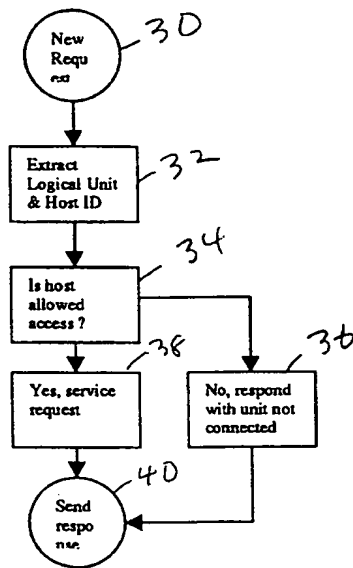 New
Requ
est
30
Extract
Logical Unit
& Host ID
32
Is host
allowed
access ?
34
Yes, service
request
38
No, respond
with unit not
connected
36
Send
respo
nse
40